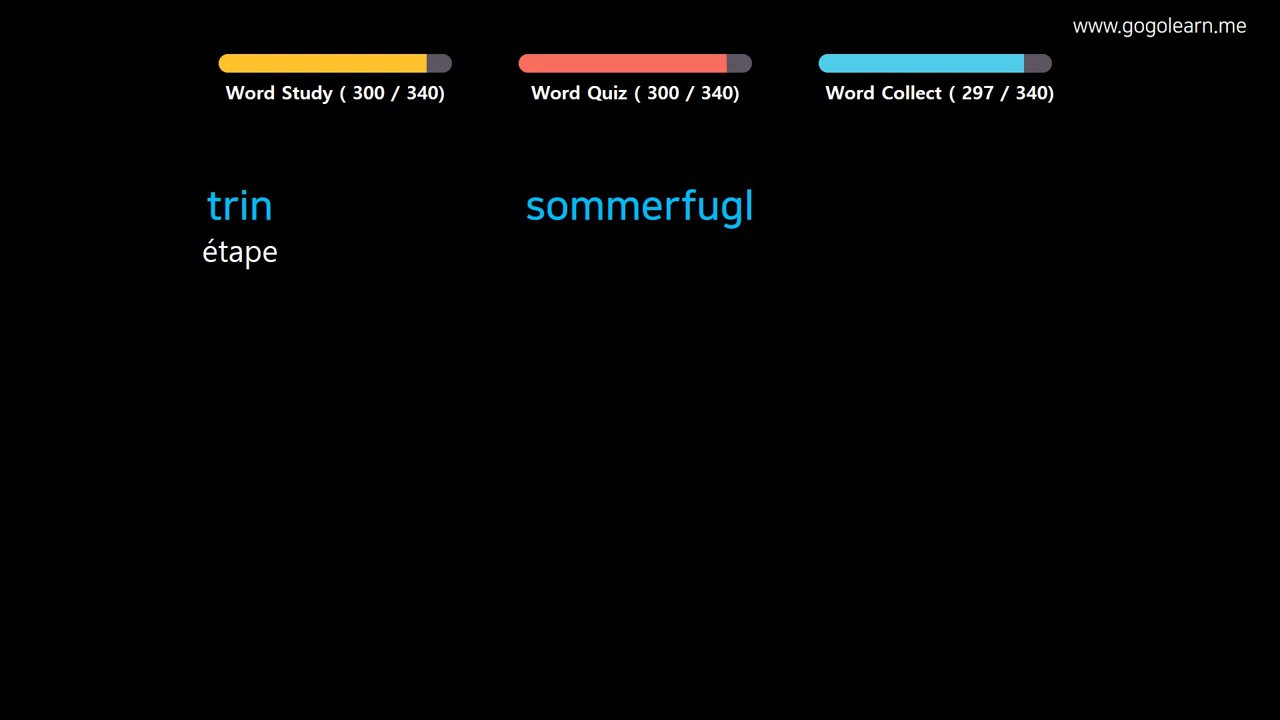 www.gogolearn.me
Word Study ( 300 / 340)
Word Quiz ( 300 / 340)
Word Collect ( 297 / 340)
trin
étape
sommerfugl